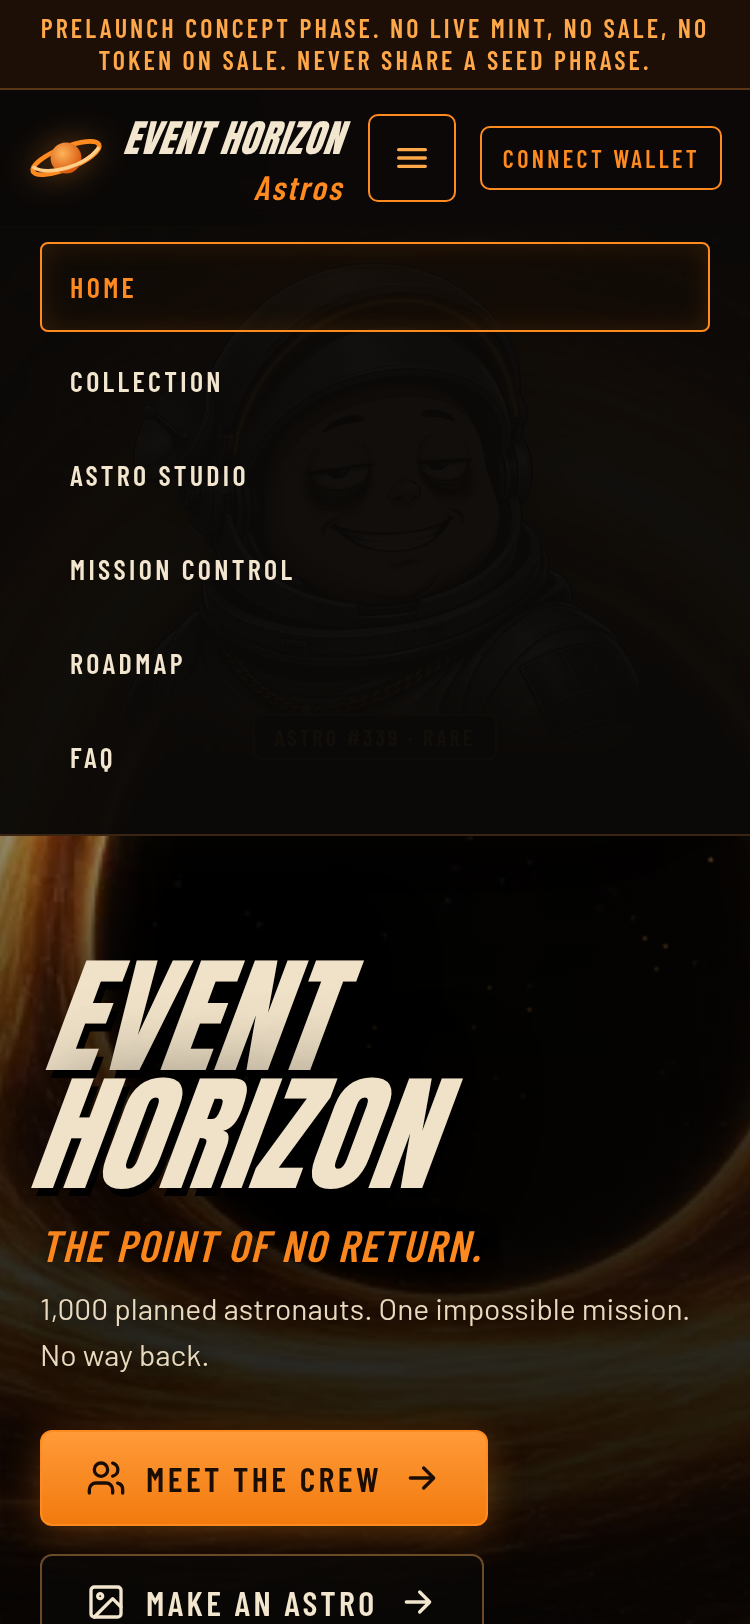 PRELAUNCH CONCEPT PHASE. NO LIVE MINT, NO SALE, NO
TOKEN ON SALE. NEVER SHARE A SEED PHRASE.
EVENT HORIZON
Astros
CONNECT WALLET
HOME
COLLECTION
ASTRO STUDIO
MISSION CONTROL
ROADMAP
ASTRO #339 · RARE
FAQ
EVENT
HORIZON
THE POINT OF NO RETURN.
1,000 planned astronauts. One impossible mission.
No way back.
MEET THE CREW
MAKE AN ASTRO